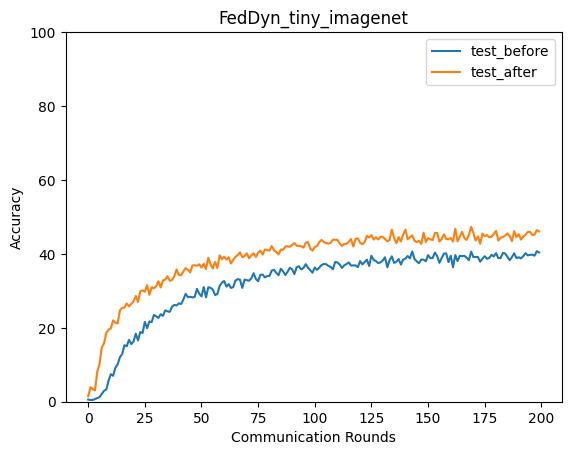 FedDyn_tiny_imagenet
test_before
test_after
100
80
60
40
20
0
Accuracy
0 25 50 75 100 125 150 175 200
Communication Rounds